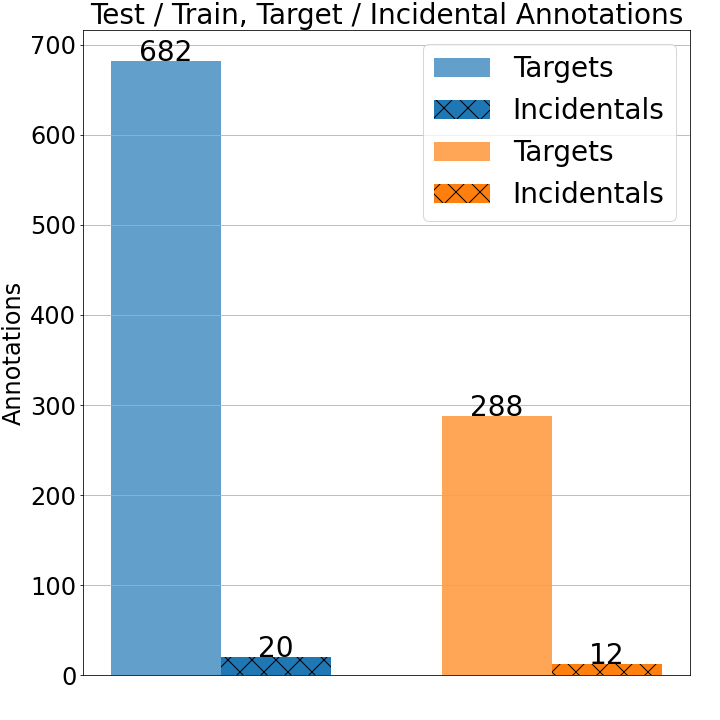 Test / Train, Target / Incidental Annotations
Annotations
700
600
500
400
300
200
100
0
682
20
288
12
Targets
Incidentals
Targets
Incidentals